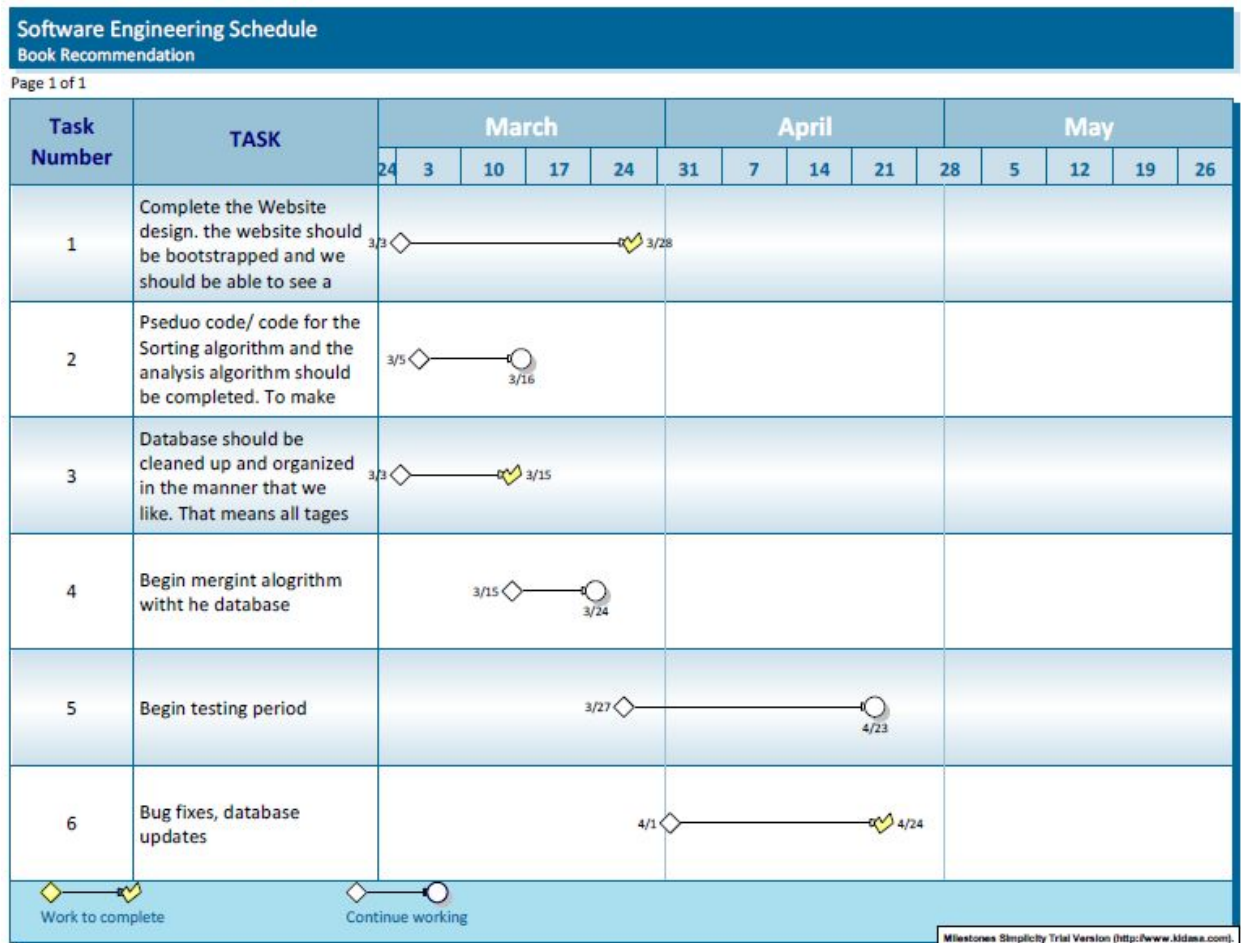 Software Engineering Schedule
Book Recommendation
Page 1 of 1
Task Number
TASK
March
April
May
24 3 10 17 24 31 7 14 21 28 5 12 19 26
1
Complete the Website
design. the website should
be bootstrapped and we
should be able to see a
3/3
3/28
2
Pseduo code/ code for the
Sorting algorithm and the
analysis algorithm should
be completed. To make
3/5
3/16
3
Database should be
cleaned up and organized
in the manner that we
like. That means all tages
3/3
3/15
4
Begin mergint alogrithm
witht he database
3/15
3/24
5
Begin testing period
3/27
4/23
6
Bug fixes, database
updates
4/1
4/24
Work to complete
Continue working
Milestones Simplicity Trial Version (http://www.kidasa.com).